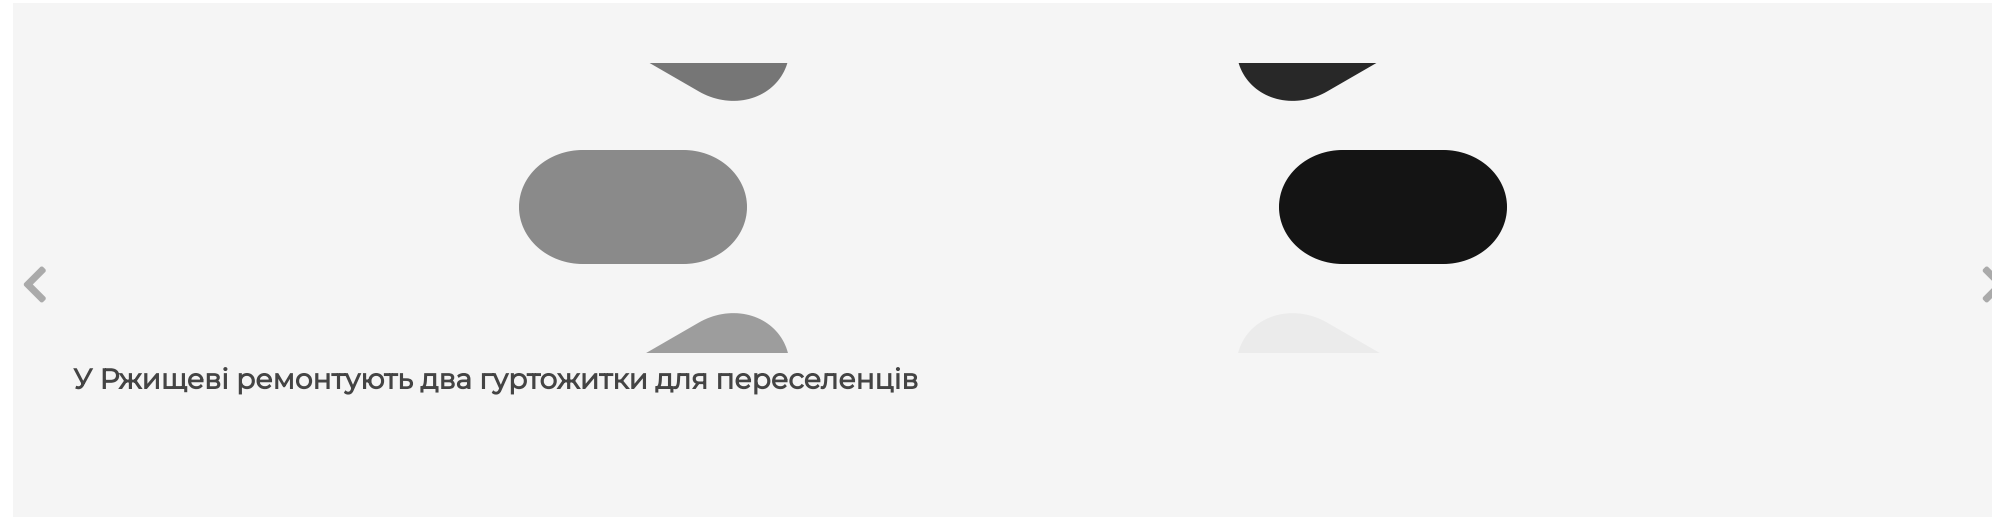 У Ржищеві ремонтують два гуртожитки для переселенців